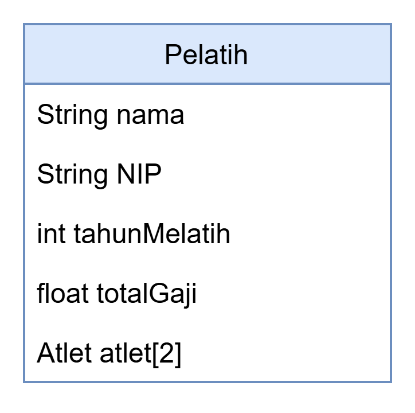 Pelatih
String nama
String NIP
int tahunMelatih
float totalGaji
Atlet atlet[2]